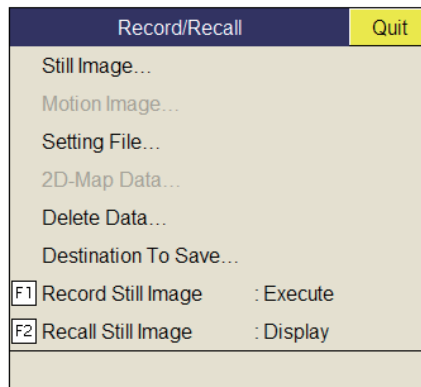 Record/Recall Quit
Still Image...
Motion Image...
Setting File...
2D-Map Data...
Delete Data...
Destination To Save...
F1 Record Still Image : Execute
F2 Recall Still Image : Display